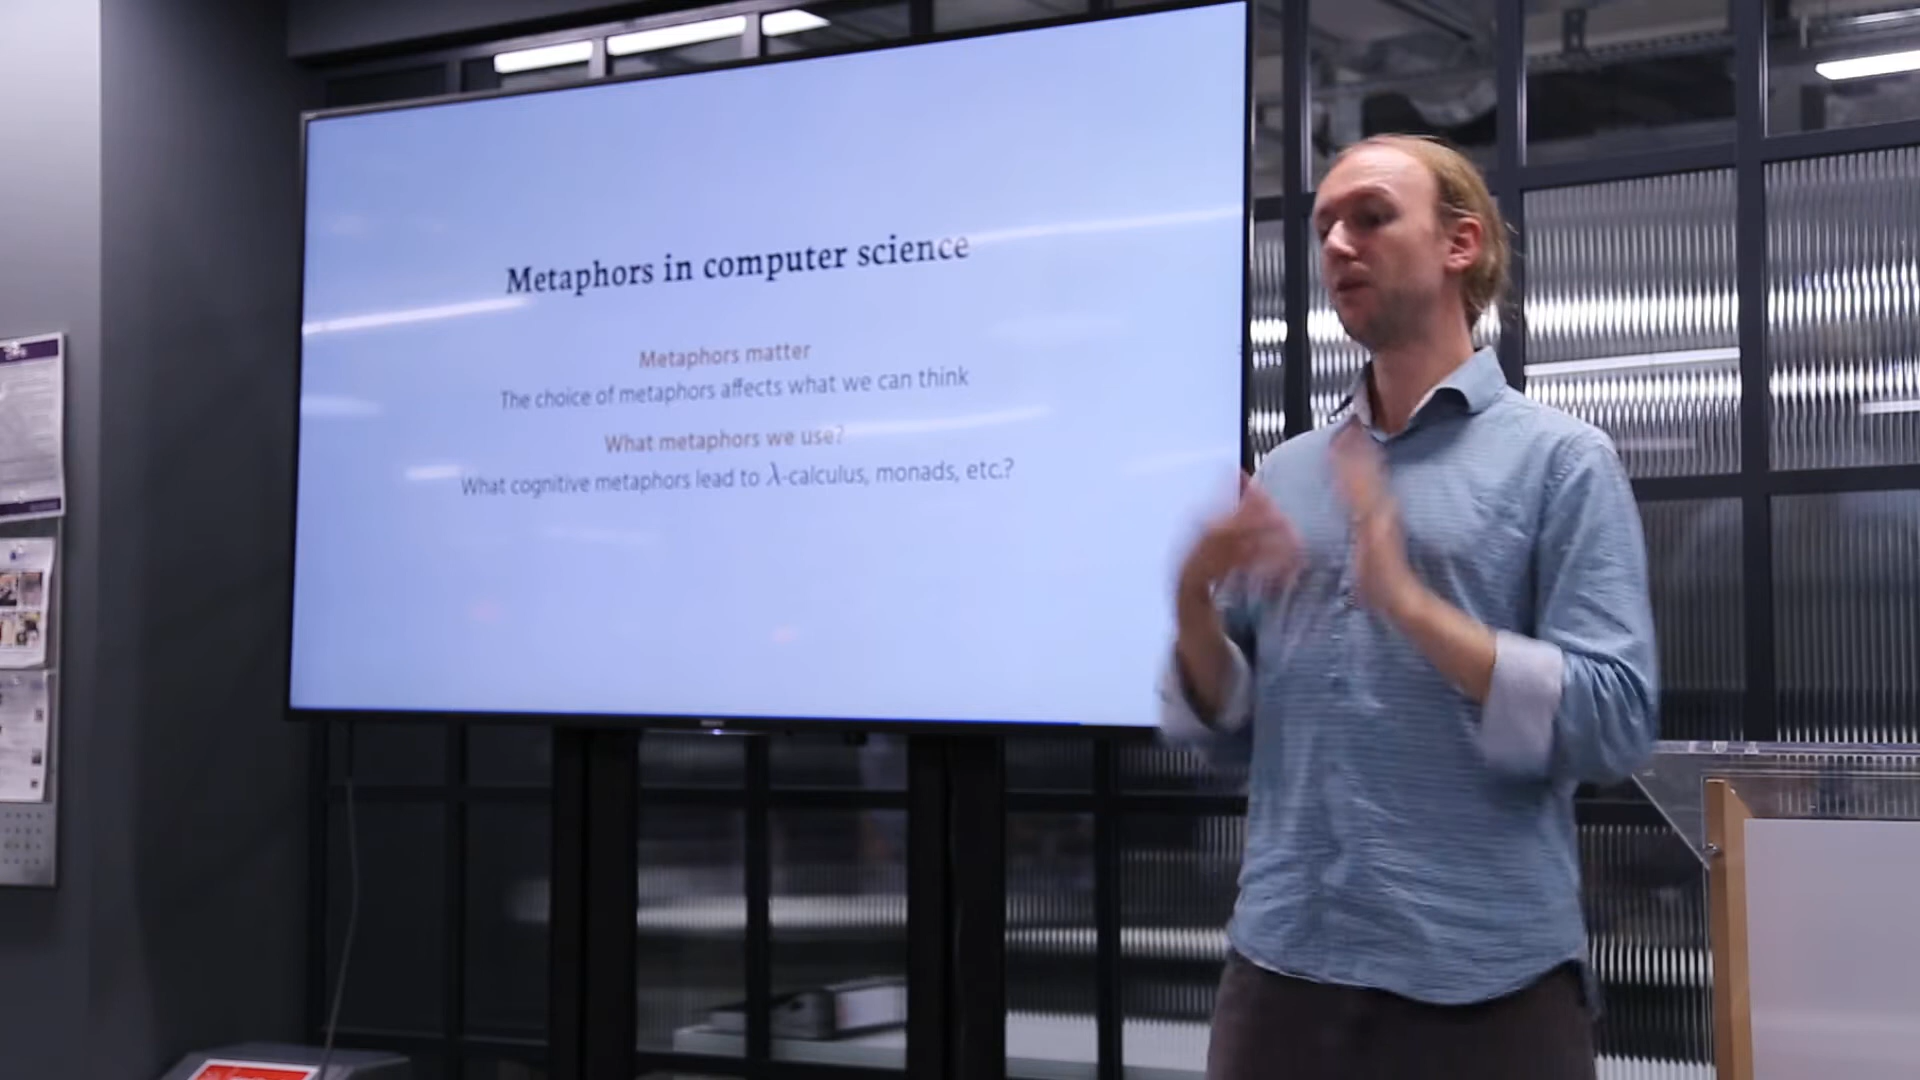 Metaphors in computer science
Metaphors matter
The choice of metaphors affects what we can think
What metaphors we use?
What cognitive metaphors lead to λ-calculus, monads, etc.?